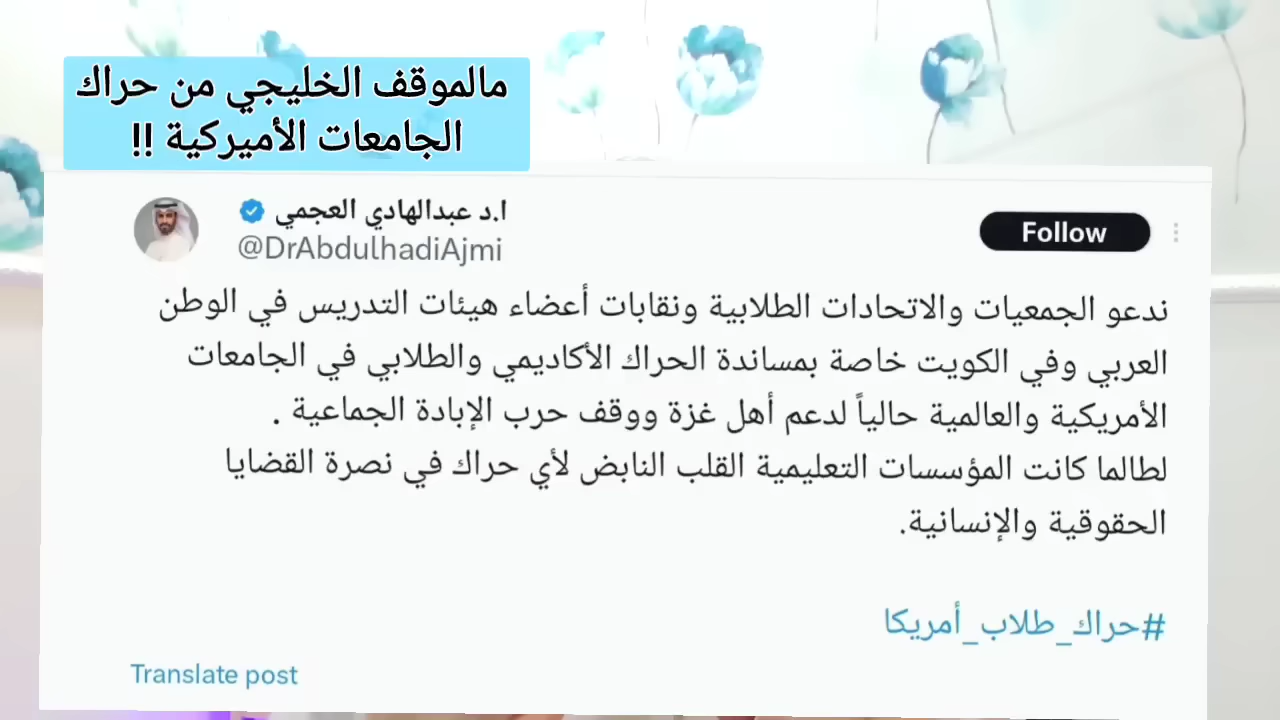 مالموقف الخليجي من حراك
الجامعات الأميركية !!
ا.د عبدالهادي العجمي
@DrAbdulhadiAjmi
Follow
ندعو الجمعيات والاتحادات الطلابية ونقابات أعضاء هيئات التدريس في الوطن
العربي وفي الكويت خاصة بمساندة الحراك الأكاديمي والطلابي في الجامعات
الأمريكية والعالمية حالياً لدعم أهل غزة ووقف حرب الإبادة الجماعية .
لطالما كانت المؤسسات التعليمية القلب النابض لأي حراك في نصرة القضايا
الحقوقية والإنسانية.
#حراك_طلاب_أمريكا
Translate post